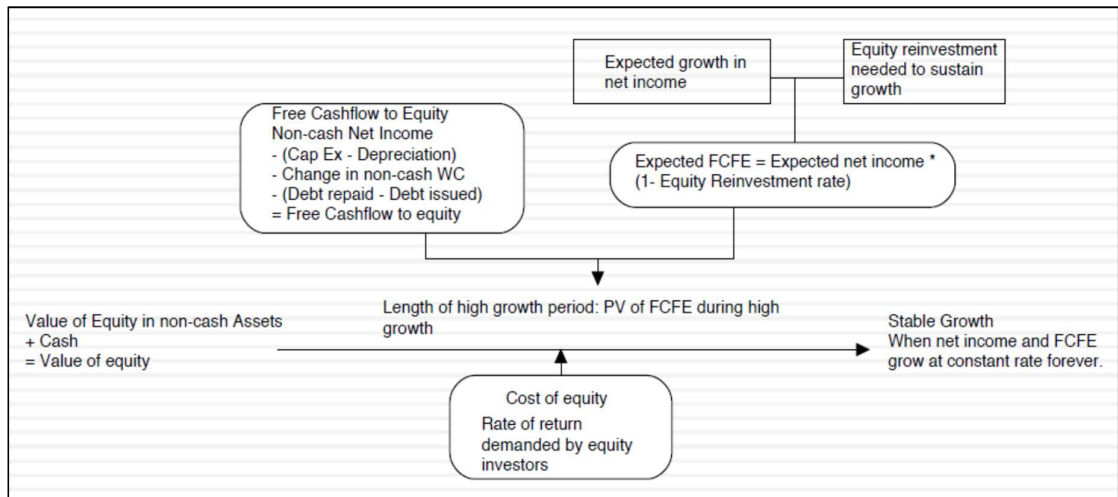 Expected growth in
net income
Equity reinvestment
needed to sustain
growth
Free Cashflow to Equity
Non-cash Net Income
- (Cap Ex - Depreciation)
- Change in non-cash WC
- (Debt repaid - Debt issued)
= Free Cashflow to equity
Expected FCFE = Expected net income *
(1- Equity Reinvestment rate)
Value of Equity in non-cash Assets
+ Cash
= Value of equity
Length of high growth period: PV of FCFE during high
growth
Stable Growth
When net income and FCFE
grow at constant rate forever.
Cost of equity
Rate of return
demanded by equity
investors